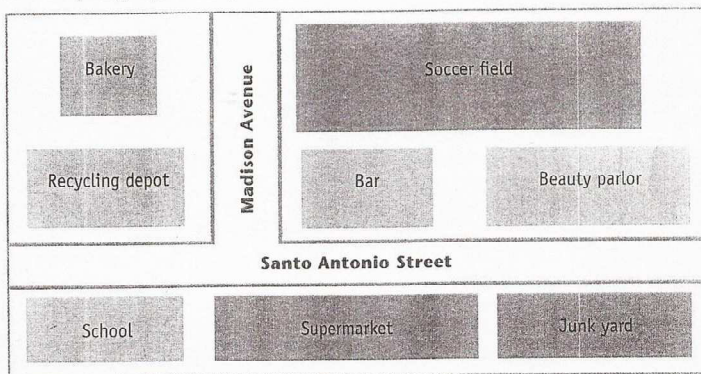 Bakery
Madison Avenue
Soccer field
Recycling depot
Bar
Beauty parlor
Santo Antonio Street
School
Supermarket
Junk yard